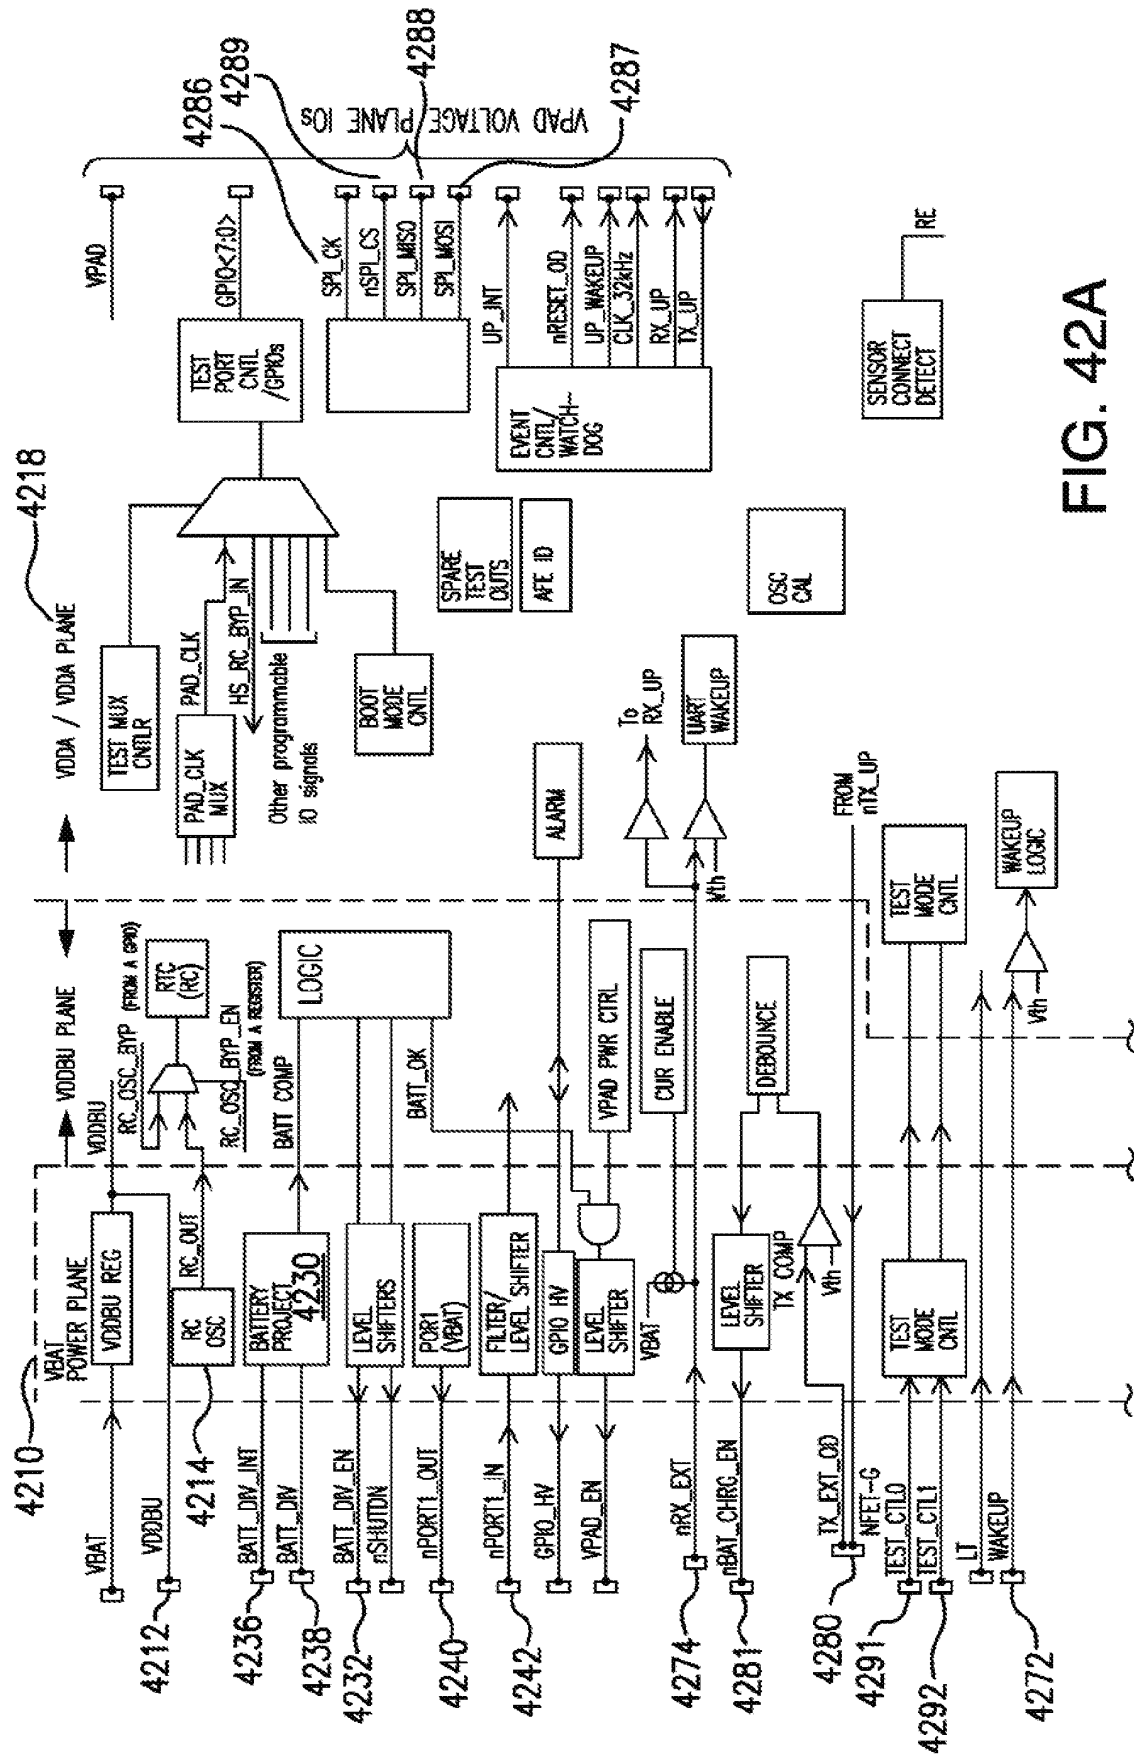 4210
VBAT
POWER PLANE
VDDBU PLANE
VDDA / VDDA PLANE
4218
VBAT
VDDBU REG
VDDBU
VDDBU
4212
4214
RC
OSC
RC_OUT
RC_OSC_BYP (FROM A GPIO)
RC_OSC_BYP_EN
(FROM A REGISTER)
RTC
(RC)
TEST MUX
CNTLR
PAD_CLK
MUX
PAD_CLK
HS_RC_BYP_IN
Other programmable
IO signals
BOOT
MODE
CNTL
TEST
PORT
CNTL
/GPIOs
VPAD
GPIO<7:0>
4286
4289
4288
4287
SPI_CK
nSPI_CS
SPI_MISO
SPI_MOSI
VPAD VOLTAGE PLANE IOs
4236
BATT_DIV_INT
4238
BATT_DIV
BATTERY
PROJECT
4230
BATT COMP
LOGIC
4232
BATT_DIV_EN
nSHUTDN
LEVEL
SHIFTERS
BATT_OK
4240
nPORT1_OUT
PORT1
(VBAT)
SPARE
TEST
OUTS
AFE ID
EVENT
CNTL/
WATCH-
DOG
UP_INT
nRESET_OD
UP_WAKEUP
CLK_32kHz
RX_UP
TX_UP
4242
nPORT1_IN
FILTER/
LEVEL SHIFTER
GPIO_HV
GPIO HV
ALARM
VPAD_EN
LEVEL
SHIFTER
VPAD PWR CTRL
CUR ENABLE
VBAT
4274
nRX_EXT
To
RX_UP
Vth
UART
WAKEUP
OSC
CAL
4281
nBAT_CHRG_EN
LEVEL
SHIFTER
DEBOUNCE
TX COMP
Vth
4280
TX_EXT_OD
NFET-G
FROM
nTX_UP
SENSOR
CONNECT
DETECT
RE
4291
TEST_CTL0
4292
TEST_CTL1
TEST
MODE
CNTL
TEST
MODE
CNTL
LT
4272
WAKEUP
Vth
WAKEUP
LOGIC
FIG. 42A